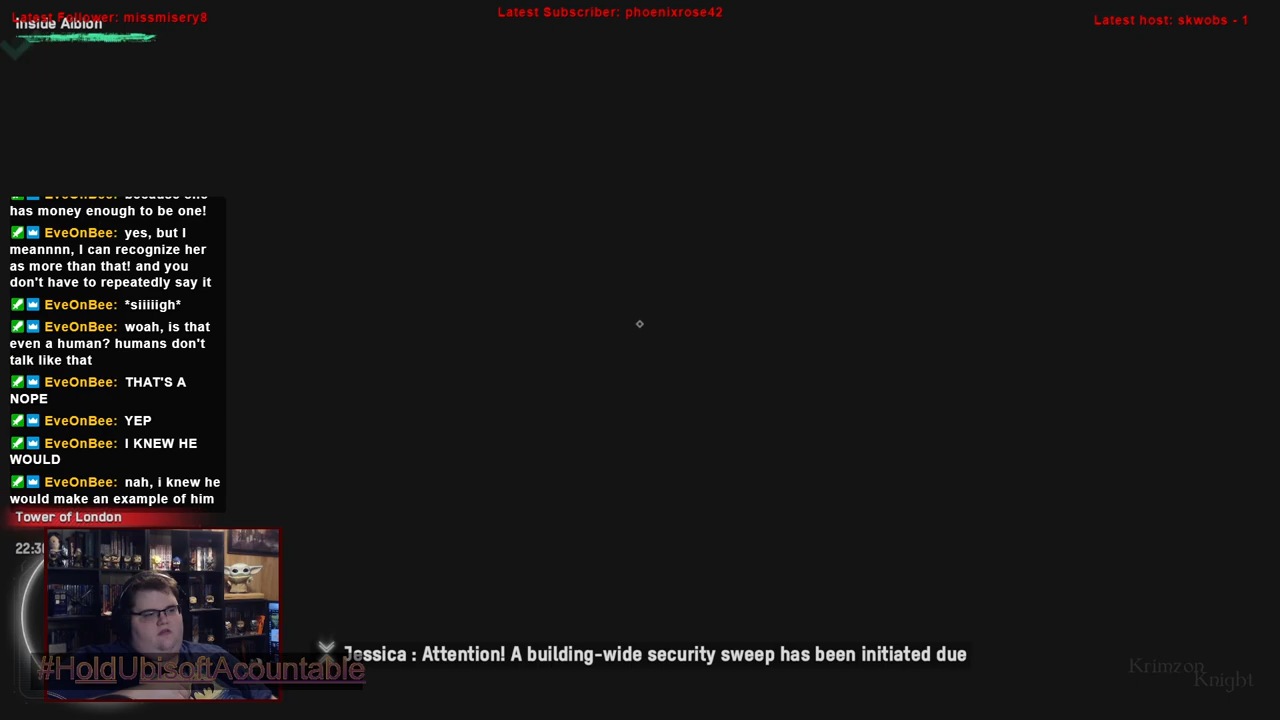 Latest Follower: missmisery8
Latest Subscriber: phoenixrose42
Latest host: skwobs - 1
Inside Albion
has money enough to be one!
EveOnBee: yes, but I
meannnn, I can recognize her
as more than that! and you
don't have to repeatedly say it
EveOnBee: *siiiiigh*
EveOnBee: woah, is that
even a human? humans don't
talk like that
EveOnBee: THAT'S A
NOPE
EveOnBee: YEP
EveOnBee: I KNEW HE
WOULD
EveOnBee: nah, i knew he
would make an example of him
Tower of London
Jessica : Attention! A building-wide security sweep has been initiated due
#HoldUbisoftAcountable
Krimzon
Knight